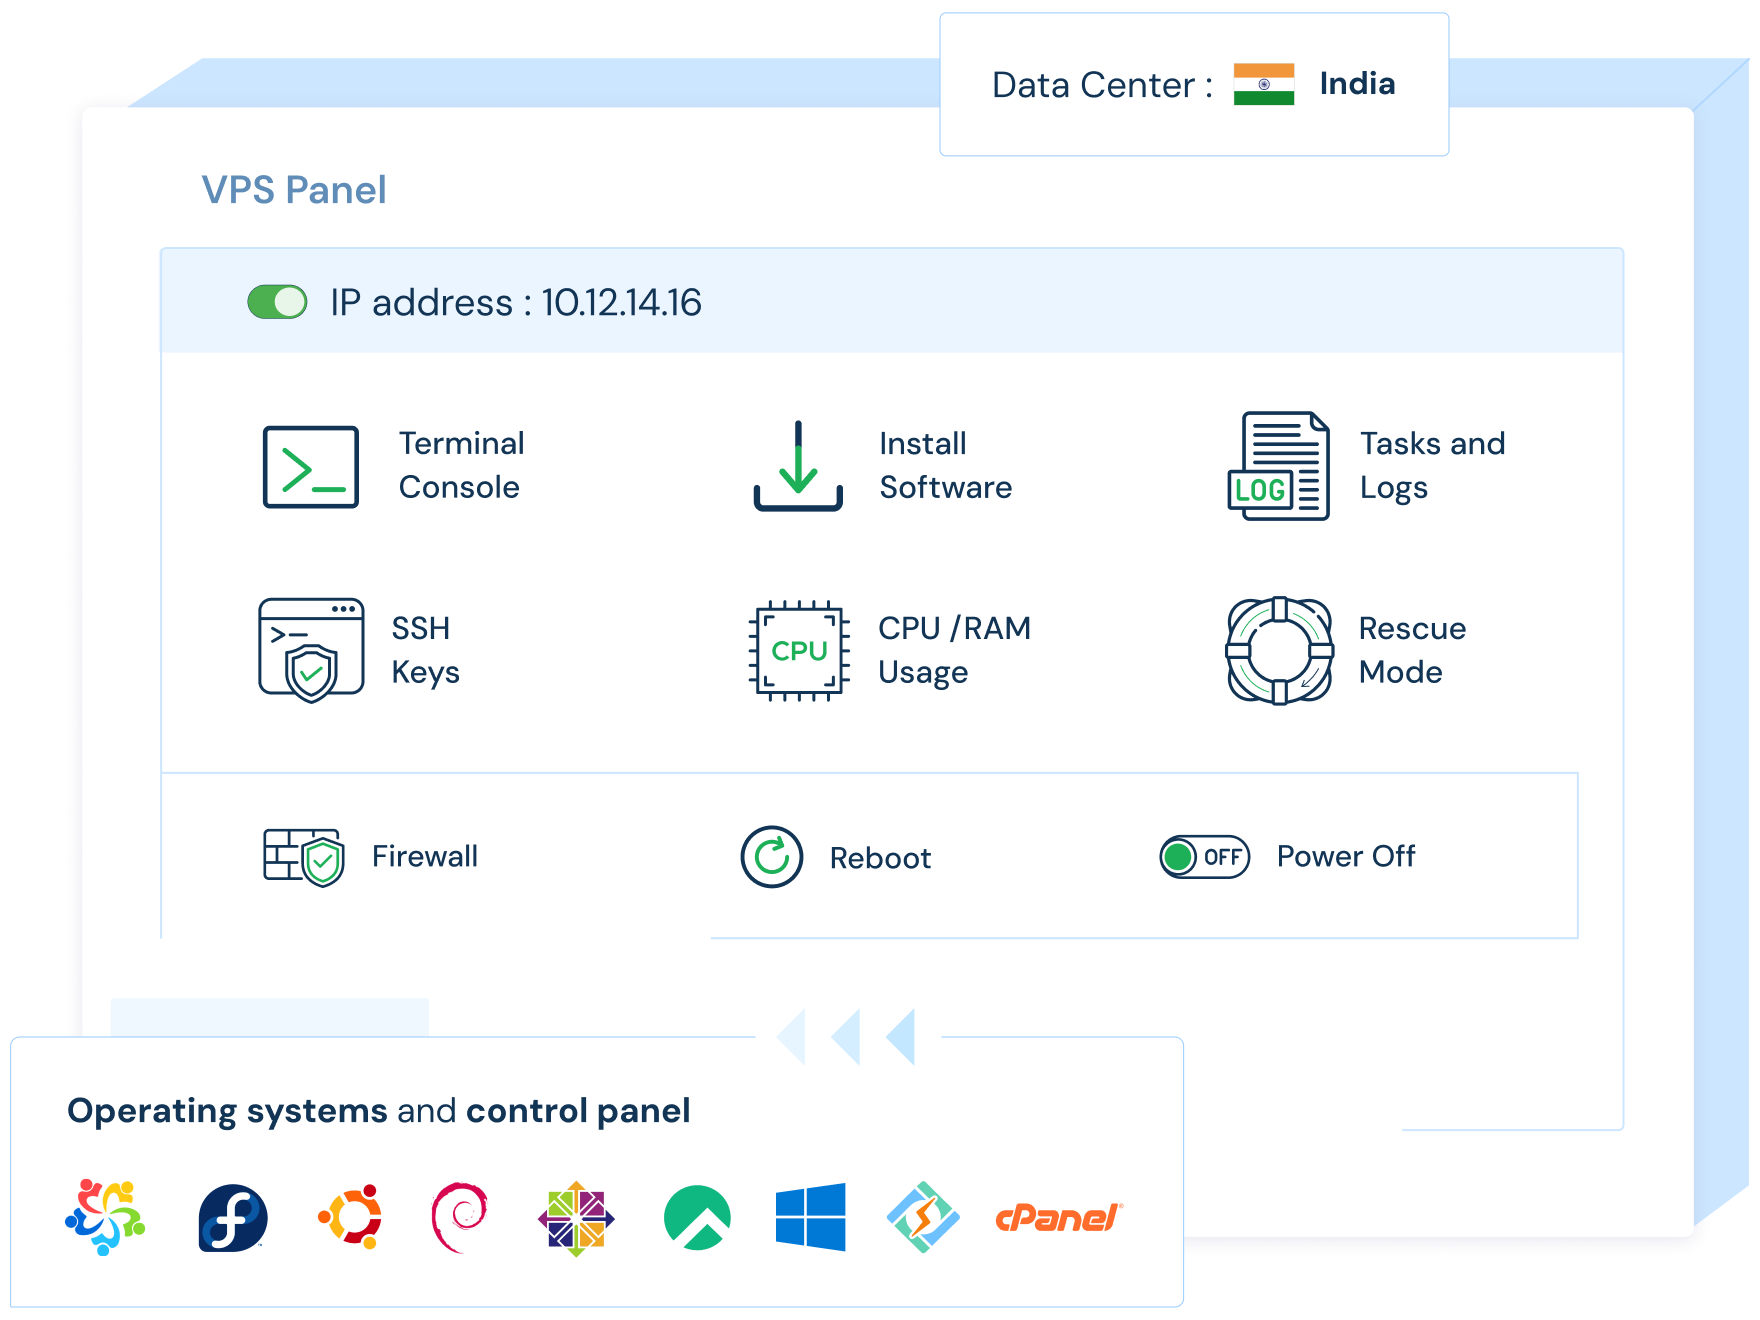 Data Center : India
VPS Panel
IP address : 10.12.14.16
Terminal
Console
Install
Software
LOG
Tasks and
Logs
SSH
Keys
CPU
CPU /RAM
Usage
Rescue
Mode
Firewall
Reboot
OFF
Power Off
Operating systems and control panel
cPanel